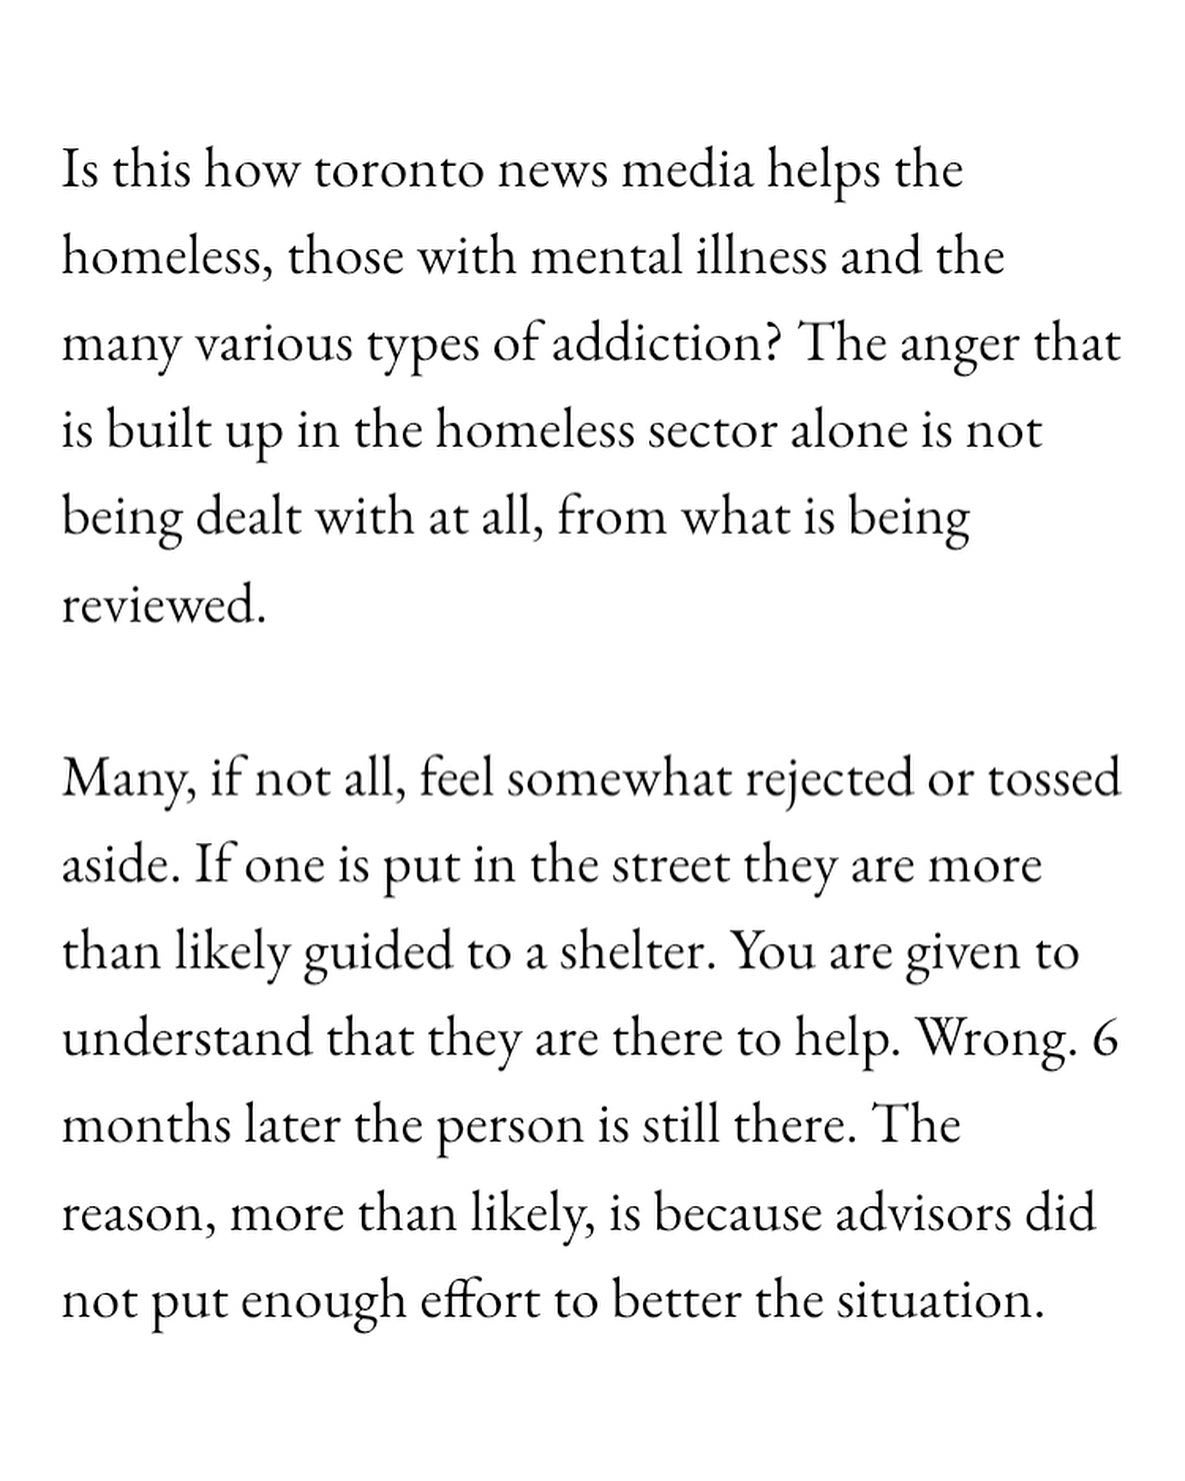 Is this how toronto news media helps the
homeless, those with mental illness and the
many various types of addiction? The anger that
is built up in the homeless sector alone is not
being dealt with at all, from what is being
reviewed.
Many, if not all, feel somewhat rejected or tossed
aside. If one is put in the street they are more
than likely guided to a shelter. You are given to
understand that they are there to help. Wrong. 6
months later the person is still there. The
reason, more than likely, is because advisors did
not put enough effort to better the situation.